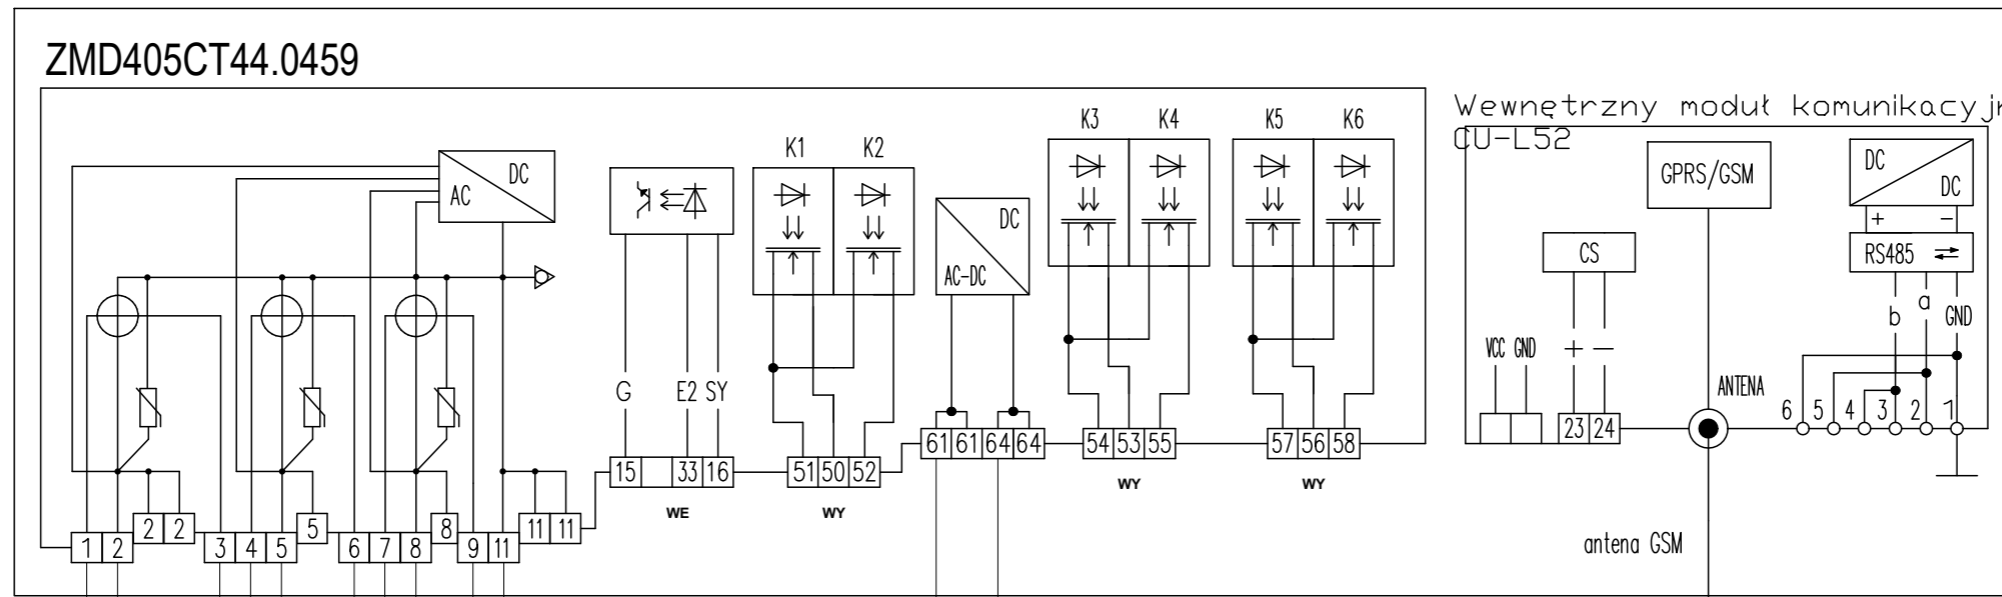 ZMD405CT44.0459
Wewnętrzny moduł komunikacyj
CU-L52
K1 K2
K3 K4
K5 K6
DC
AC
DC
AC-DC
GPRS/GSM
DC
DC
+ -
RS485
CS
b a GND
VCC GND
+ -
G E2 SY
ANTENA
6 5 4 3 2 1
61 61 64 64
54 53 55
57 56 58
23 24
15 33 16
51 50 52
WY
WY
WE
WY
2 2 5 8 11 11
1 2 3 4 5 6 7 8 9 11
antena GSM